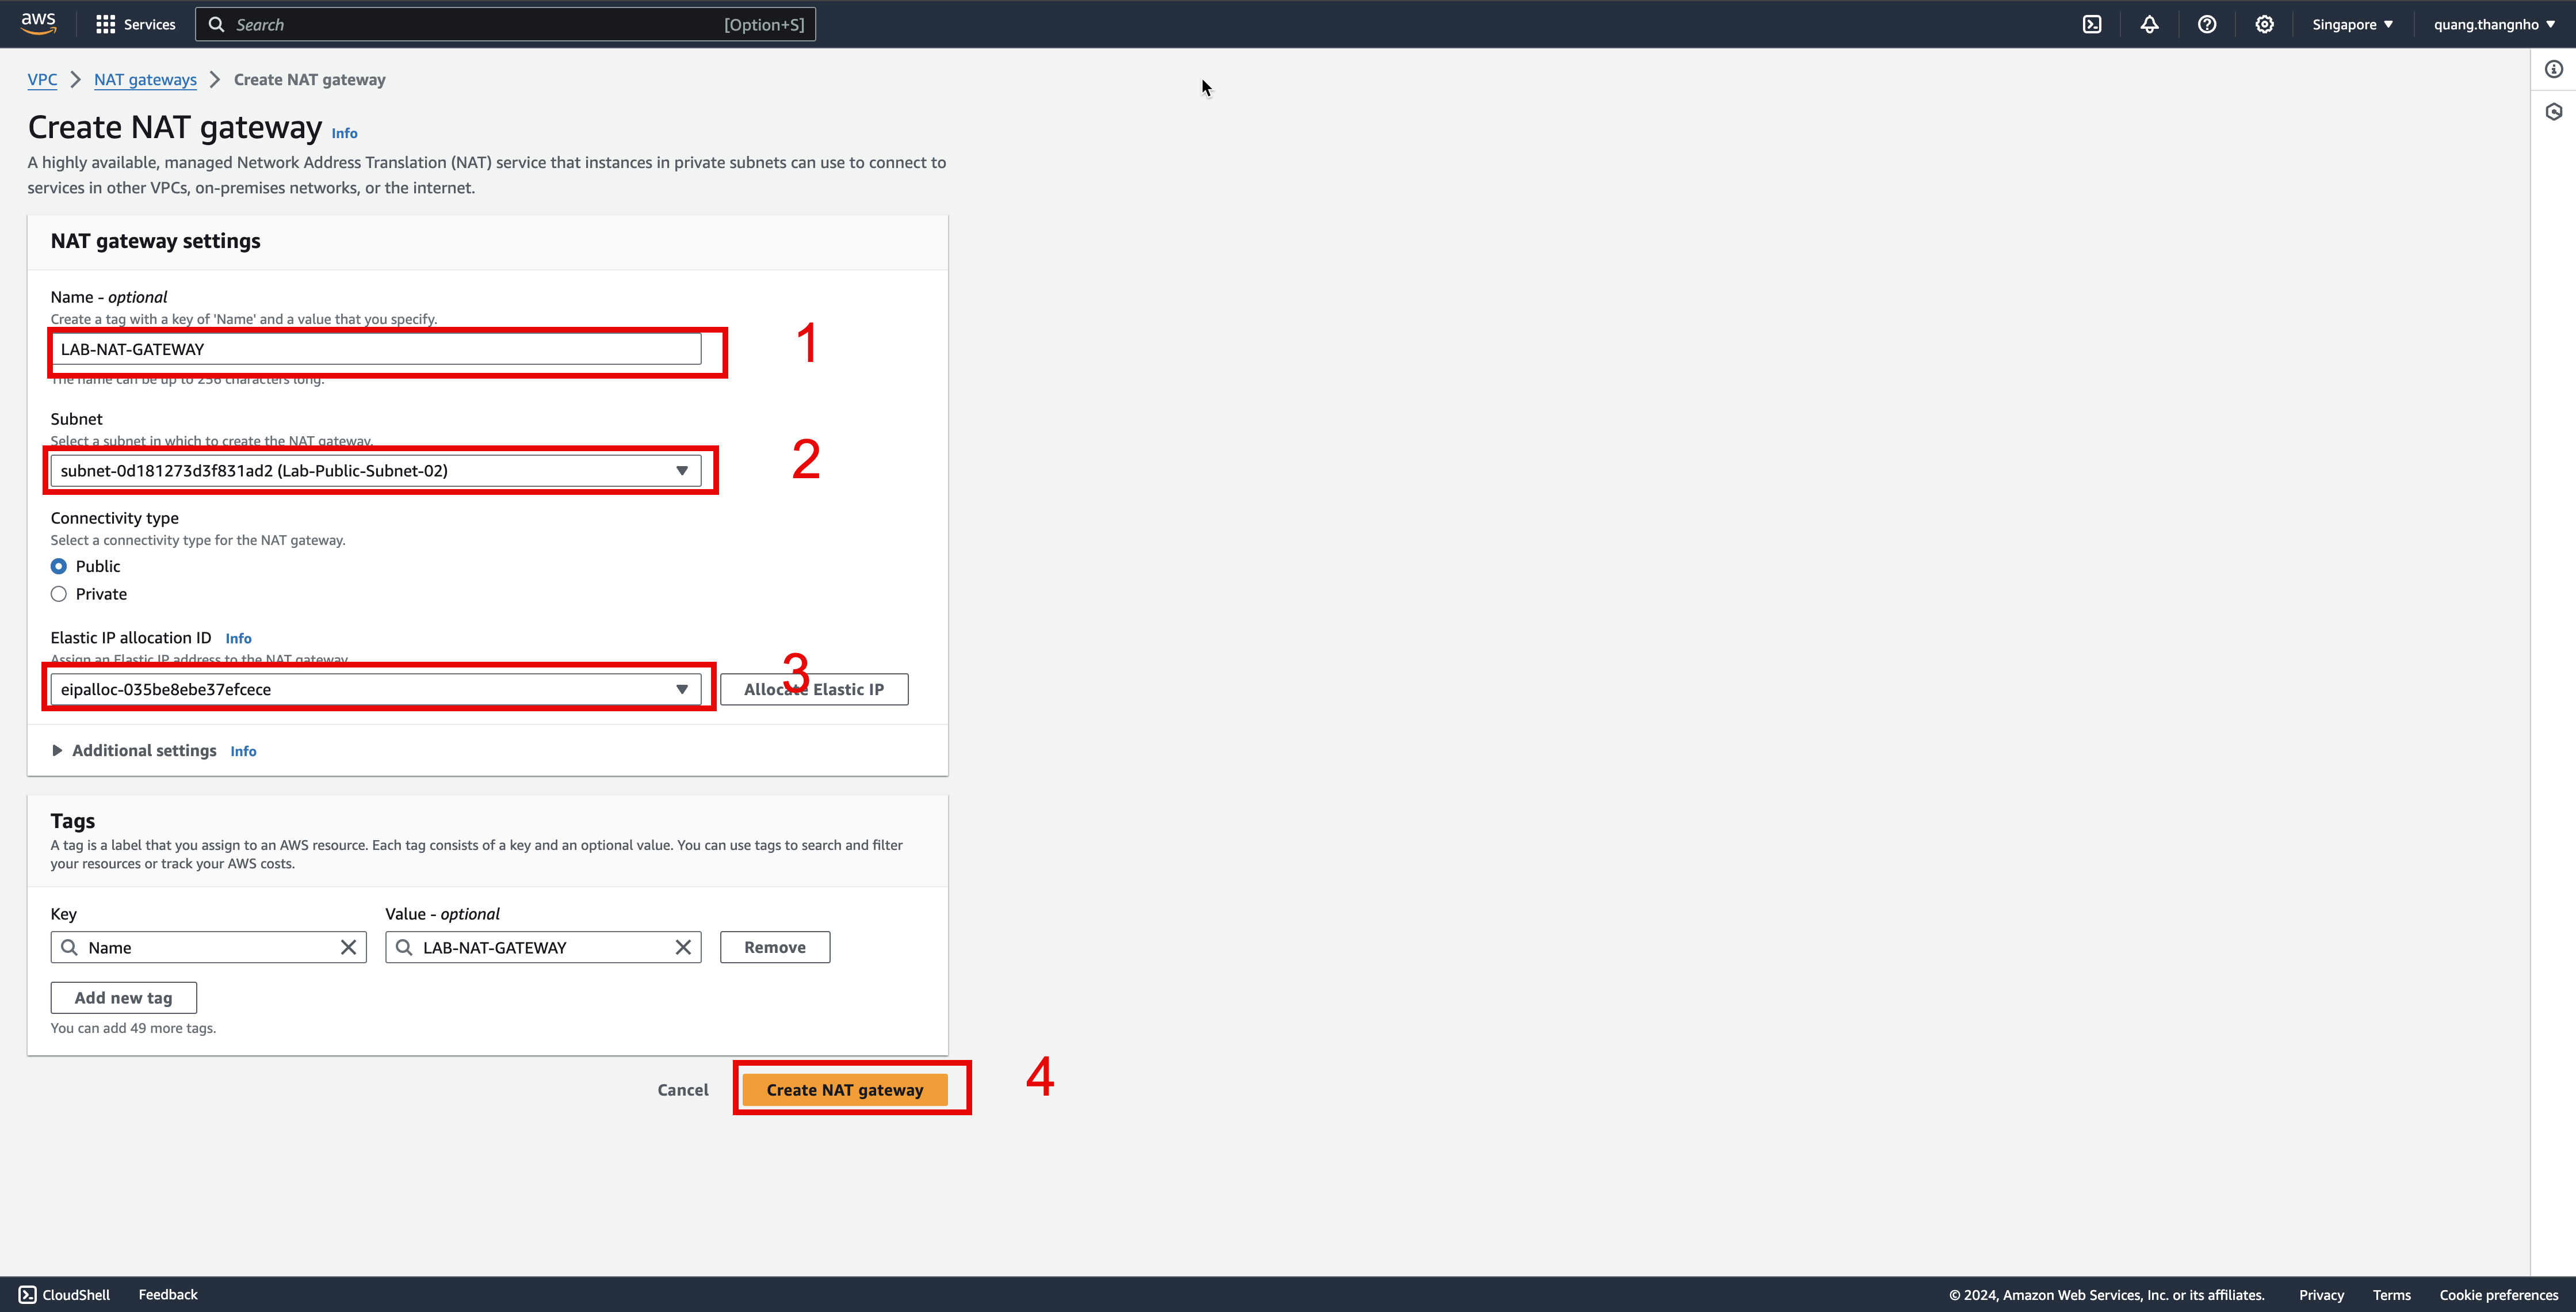 aws
Services
Search
[Option+S]
Singapore
quang.thangnho
VPC
NAT gateways
Create NAT gateway
Create NAT gateway Info
A highly available, managed Network Address Translation (NAT) service that instances in private subnets can use to connect to
services in other VPCs, on-premises networks, or the internet.
NAT gateway settings
Name - optional
Create a tag with a key of 'Name' and a value that you specify.
LAB-NAT-GATEWAY
1
The name can be up to 256 characters long.
Subnet
Select a subnet in which to create the NAT gateway.
subnet-0d181273d3f831ad2 (Lab-Public-Subnet-02)
2
Connectivity type
Select a connectivity type for the NAT gateway.
Public
Private
Elastic IP allocation ID Info
Assign an Elastic IP address to the NAT gateway.
eipalloc-035be8ebe37efcece
3
Allocate Elastic IP
Additional settings Info
Tags
A tag is a label that you assign to an AWS resource. Each tag consists of a key and an optional value. You can use tags to search and filter
your resources or track your AWS costs.
Key
Value - optional
Name
LAB-NAT-GATEWAY
Remove
Add new tag
You can add 49 more tags.
Cancel
Create NAT gateway
4
CloudShell
Feedback
© 2024, Amazon Web Services, Inc. or its affiliates.
Privacy
Terms
Cookie preferences